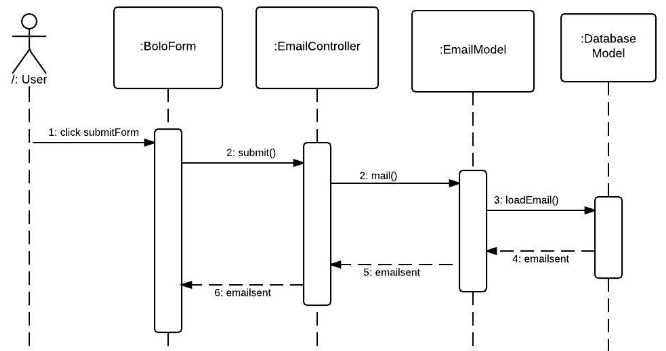 :BoloForm
:EmailController
:EmailModel
:Database
Model
/: User
1: click submitForm
2: submit()
2: mail()
3: loadEmail()
4: emailsent
5: emailsent
6: emailsent